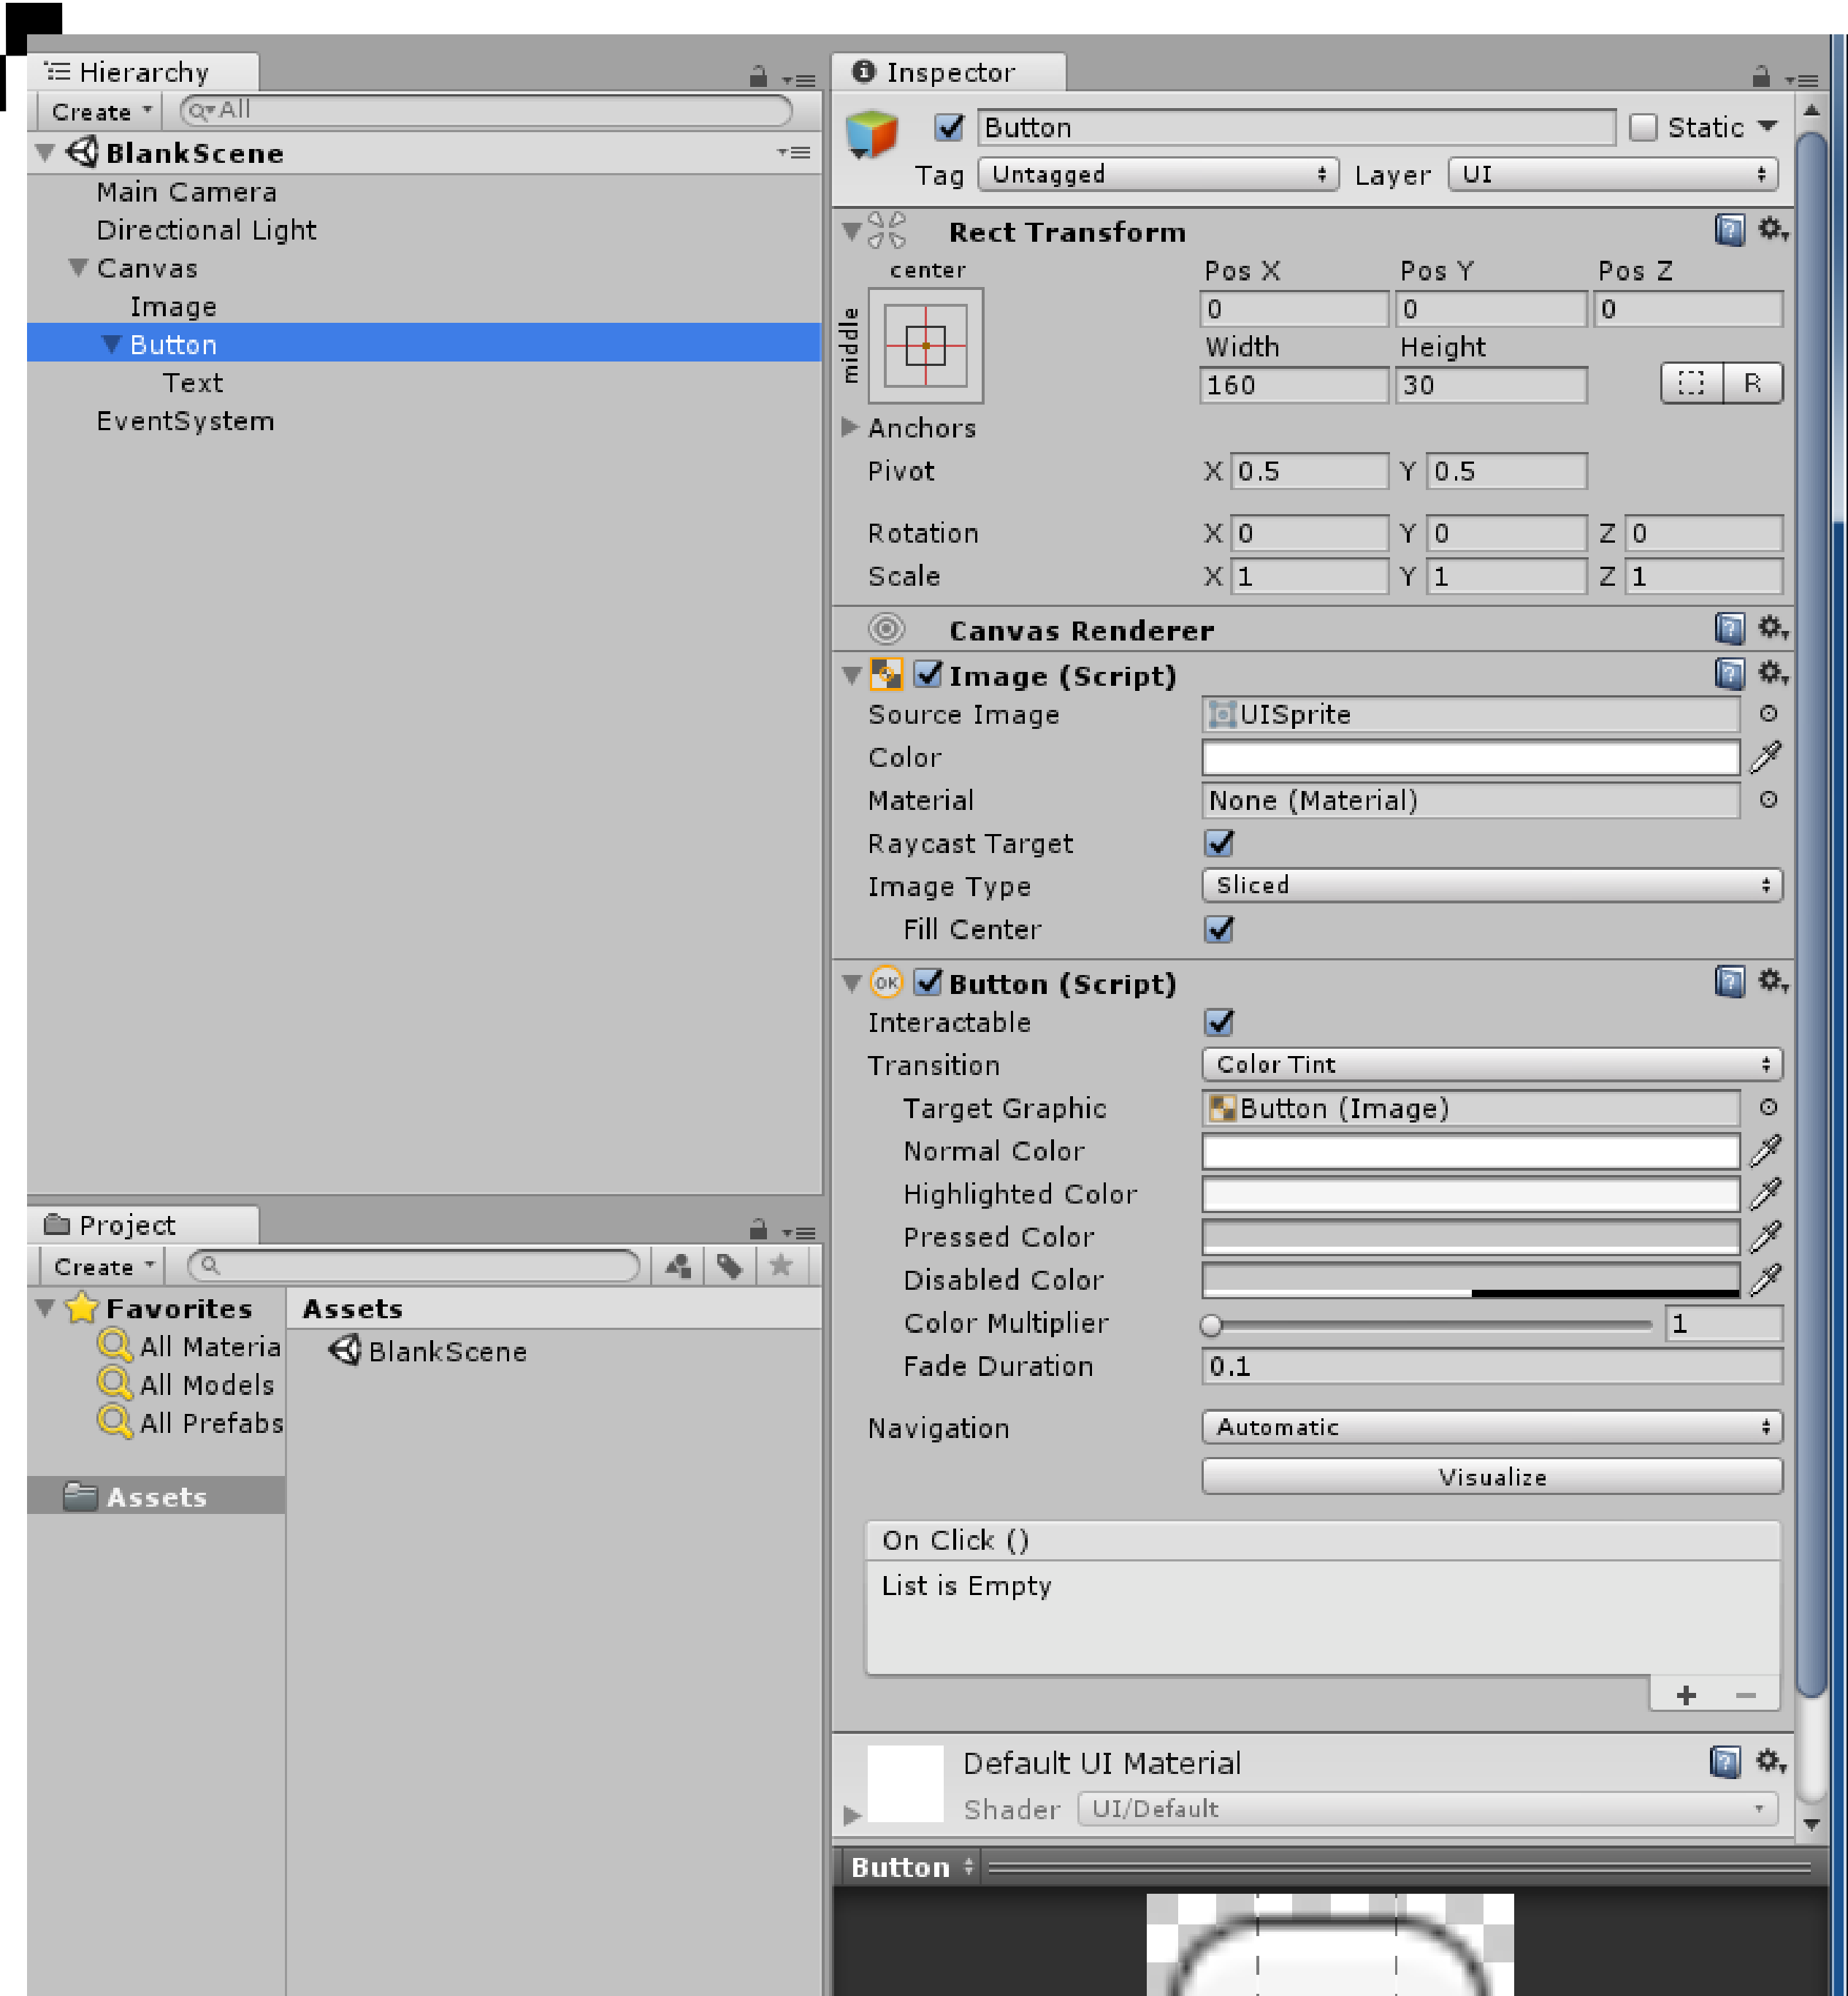 Hierarchy
Create
All
BlankScene
Main Camera
Directional Light
Canvas
Image
Button
Text
EventSystem
Project
Create
Favorites
All Materia
All Models
All Prefabs
Assets
Assets
BlankScene
Inspector
Button Static
Tag Untagged Layer UI
Rect Transform
center
middle
Pos X Pos Y Pos Z
0 0 0
Width Height
160 30 R
Anchors
Pivot X 0.5 Y 0.5
Rotation X 0 Y 0 Z 0
Scale X 1 Y 1 Z 1
Canvas Renderer
Image (Script)
Source Image UISprite
Color
Material None (Material)
Raycast Target
Image Type Sliced
Fill Center
OK Button (Script)
Interactable
Transition Color Tint
Target Graphic Button (Image)
Normal Color
Highlighted Color
Pressed Color
Disabled Color
Color Multiplier 1
Fade Duration 0.1
Navigation Automatic
Visualize
On Click ()
List is Empty
+ −
Default UI Material
Shader UI/Default
Button